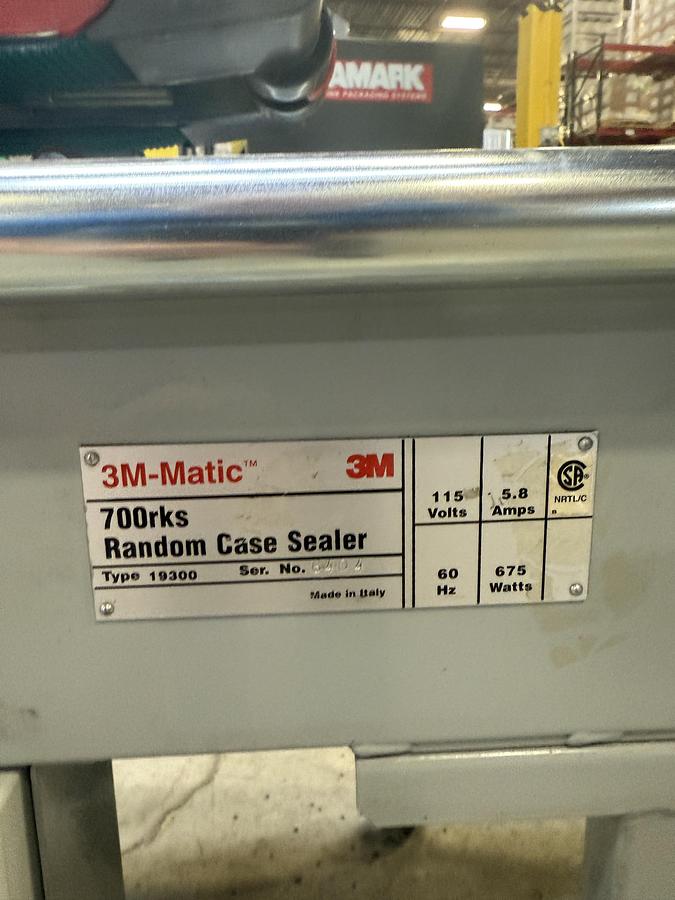 AMARK
3M-Matic™
3M
700rks
Random Case Sealer
Type 19300 Ser. No.
Made in Italy
115
Volts
5.8
Amps
NRTL/C
60
Hz
675
Watts